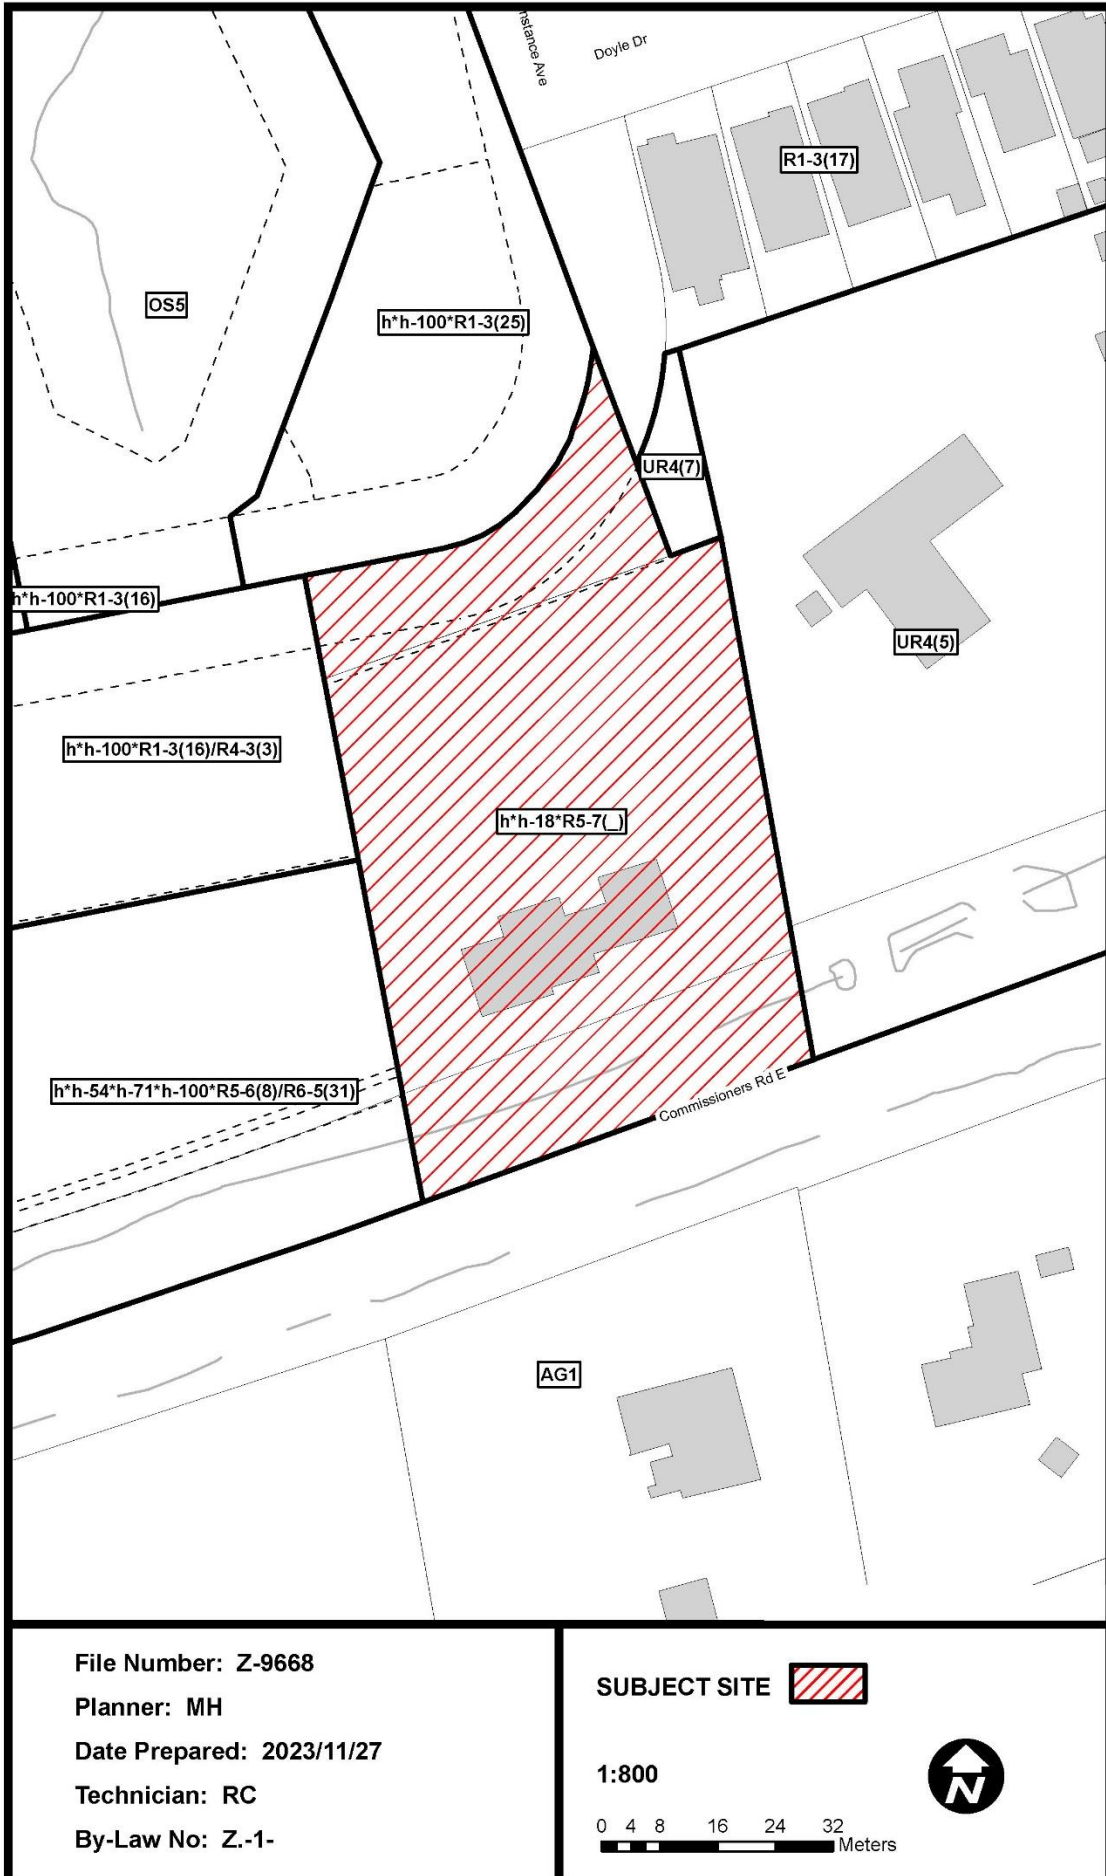 nstance Ave
Doyle Dr
R1-3(17)
OS5
h*h-100*R1-3(25)
UR4(7)
h*h-100*R1-3(16)
UR4(5)
h*h-100*R1-3(16)/R4-3(3)
h*h-18*R5-7(_)
h*h-54*h-71*h-100*R5-6(8)/R6-5(31)
Commissioners Rd E
AG1
File Number: Z-9668
Planner: MH
Date Prepared: 2023/11/27
Technician: RC
By-Law No: Z.-1-
SUBJECT SITE
1:800
N
0 4 8 16 24 32
Meters